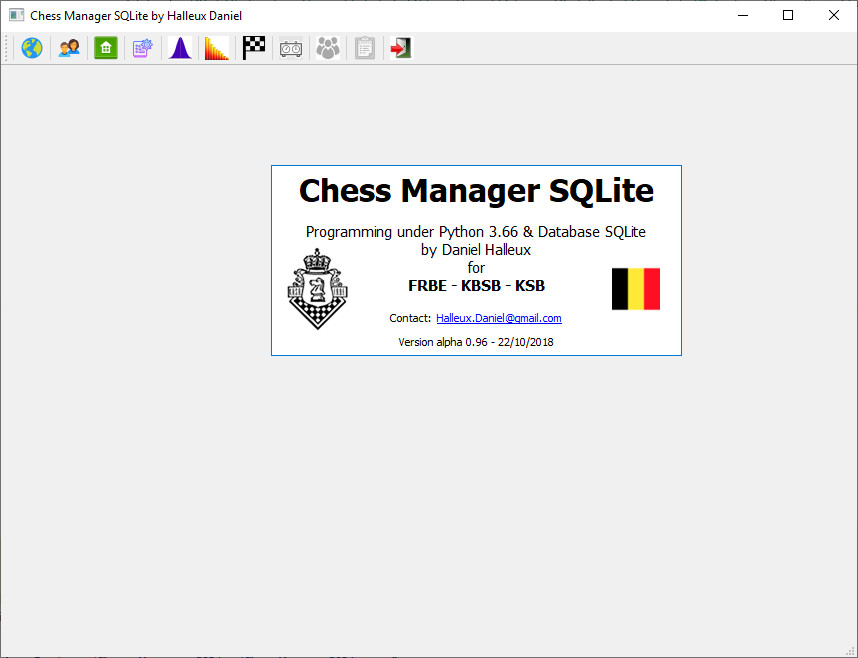 Chess Manager SQLite by Halleux Daniel
Chess Manager SQLite
Programming under Python 3.66 & Database SQLite
by Daniel Halleux
for
FRBE - KBSB - KSB
Contact: Halleux.Daniel@gmail.com
Version alpha 0.96 - 22/10/2018